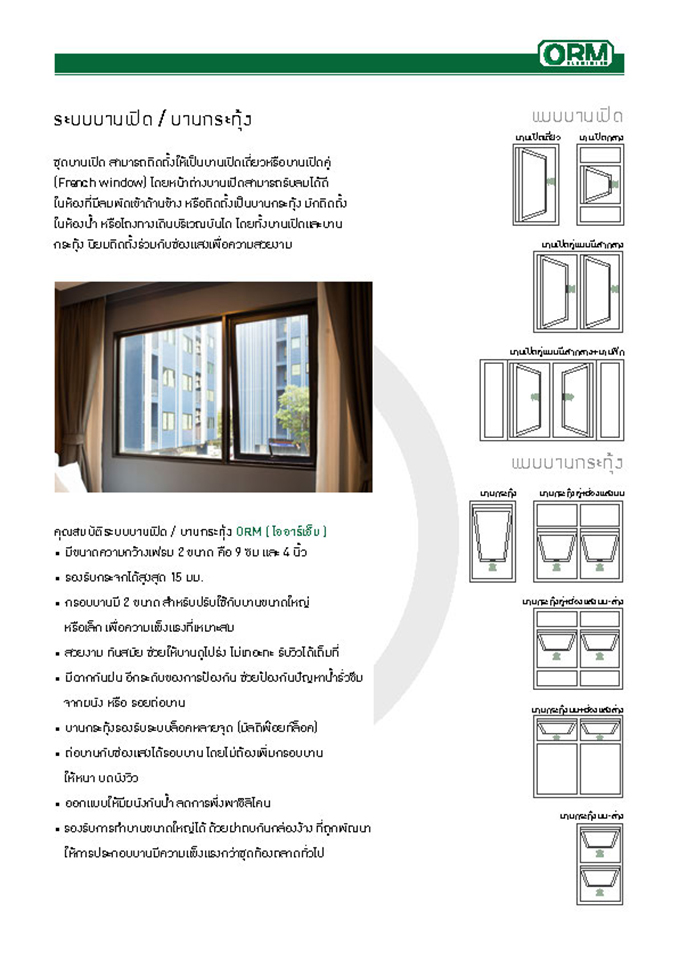 ORM
ALUMINIUM
ระบบบานเปิด / บานกระทุ้ง
ชุดบานเปิด สามารถติดตั้งให้เป็นบานเปิดเดี่ยวหรือบานเปิดคู่
(French window) โดยหน้าต่างบานเปิดสามารถรับลมได้ดี
ในห้องที่มีลมพัดเข้าด้านข้าง หรือติดตั้งเป็นบานกระทุ้ง มักติดตั้ง
ในห้องน้ำ หรือโถงทางเดินบริเวณบันได โดยทั้งบานเปิดและบาน
กระทุ้ง นิยมติดตั้งร่วมกับช่องแสงเพื่อความสวยงาม
คุณสมบัติระบบบานเปิด / บานกระทุ้ง ORM ( โออาร์เอ็ม )
• มีขนาดความกว้างเฟรม 2 ขนาด คือ 9 ซม และ 4 นิ้ว
• รองรับกระจกได้สูงสุด 15 มม.
• กรอบบานมี 2 ขนาด สำหรับปรับใช้กับบานขนาดใหญ่
หรือเล็ก เพื่อความแข็งแรงที่เหมาะสม
• สวยงาม ทันสมัย ช่วยให้บานดูโปร่ง ไม่เทอะทะ รับวิวได้เต็มที่
• มีฉากกันฝน อีกระดับของการป้องกัน ช่วยป้องกันปัญหาน้ำรั่วซึม
จากผนัง หรือ รอยต่อบาน
• บานกระทุ้งรองรับระบบล็อคหลายจุด (มัลติพ๊อยท์ล็อค)
• ต่อบานกับช่องแสงได้รอบบาน โดยไม่ต้องเพิ่มกรอบบาน
ให้หนา บดบังวิว
• ออกแบบให้มีผนังกันน้ำ ลดการพึ่งพาซิลิโคน
• รองรับการทำบานขนาดใหญ่ได้ ด้วยฝาตบกันกล่องง้าง ที่ถูกพัฒนา
ให้การประกอบบานมีความแข็งแรงกว่าชุดท้องตลาดทั่วไป
แบบบานเปิด
บานเปิดเดี่ยว บานเปิดกลาง
บานเปิดคู่แบบมีเสากลาง
บานเปิดคู่แบบมีเสากลาง+บานฟิก
แบบบานกระทุ้ง
บานกระทุ้ง บานกระทุ้งคู่+ช่องแสงบน
บานกระทุ้งคู่+ช่องแสงบน-ล่าง
บานกระทุ้งบน+ช่องแสงล่าง
บานกระทุ้งบน-ล่าง